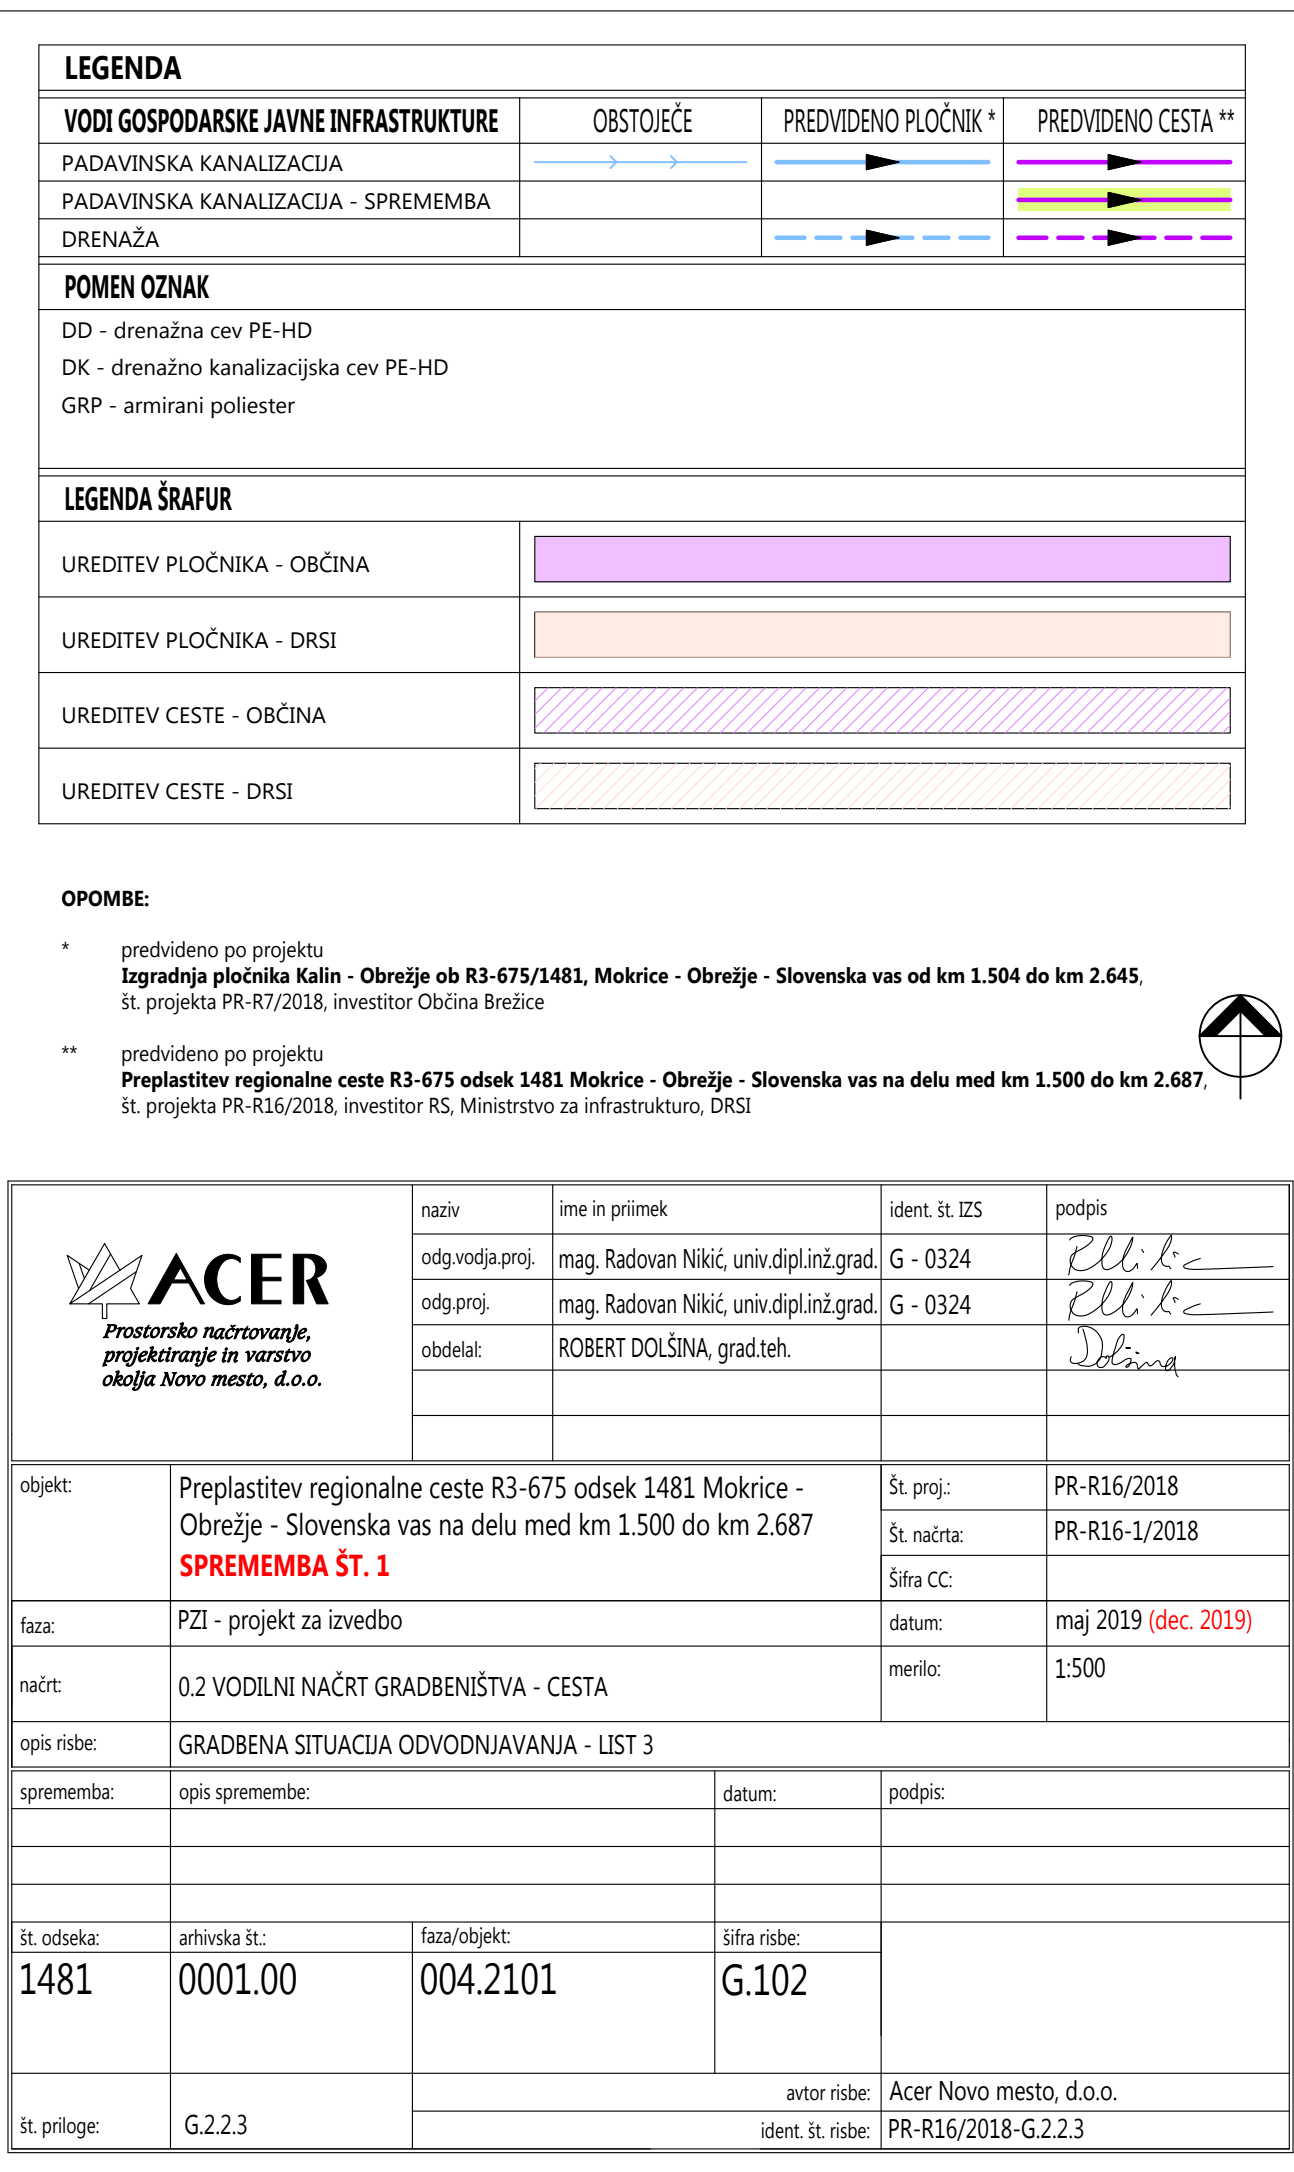 LEGENDA
VODI GOSPODARSKE JAVNE INFRASTRUKTURE OBSTOJEČE PREDVIDENO PLOČNIK * PREDVIDENO CESTA **
PADAVINSKA KANALIZACIJA
PADAVINSKA KANALIZACIJA - SPREMEMBA
DRENAŽA
POMEN OZNAK
DD - drenažna cev PE-HD
DK - drenažno kanalizacijska cev PE-HD
GRP - armirani poliester
LEGENDA ŠRAFUR
UREDITEV PLOČNIKA - OBČINA
UREDITEV PLOČNIKA - DRSI
UREDITEV CESTE - OBČINA
UREDITEV CESTE - DRSI
OPOMBE:
* predvideno po projektu
Izgradnja pločnika Kalin - Obrežje ob R3-675/1481, Mokrice - Obrežje - Slovenska vas od km 1.504 do km 2.645,
št. projekta PR-R7/2018, investitor Občina Brežice
** predvideno po projektu
Preplastitev regionalne ceste R3-675 odsek 1481 Mokrice - Obrežje - Slovenska vas na delu med km 1.500 do km 2.687,
št. projekta PR-R16/2018, investitor RS, Ministrstvo za infrastrukturo, DRSI
ACER
Prostorsko načrtovanje,
projektiranje in varstvo
okolja Novo mesto, d.o.o.
naziv ime in priimek ident. št. IZS podpis
odg.vodja.proj. mag. Radovan Nikić, univ.dipl.inž.grad. G - 0324
odg.proj. mag. Radovan Nikić, univ.dipl.inž.grad. G - 0324
obdelal: ROBERT DOLŠINA, grad.teh. Dolšina
objekt: Preplastitev regionalne ceste R3-675 odsek 1481 Mokrice -
Obrežje - Slovenska vas na delu med km 1.500 do km 2.687
SPREMEMBA ŠT. 1
Št. proj.: PR-R16/2018
Št. načrta: PR-R16-1/2018
Šifra CC:
faza: PZI - projekt za izvedbo datum: maj 2019 (dec. 2019)
načrt: 0.2 VODILNI NAČRT GRADBENIŠTVA - CESTA merilo: 1:500
opis risbe: GRADBENA SITUACIJA ODVODNJAVANJA - LIST 3
sprememba: opis spremembe: datum: podpis:
št. odseka: arhivska št.: faza/objekt: šifra risbe:
1481 0001.00 004.2101 G.102
avtor risbe: Acer Novo mesto, d.o.o.
št. priloge: G.2.2.3 ident. št. risbe: PR-R16/2018-G.2.2.3